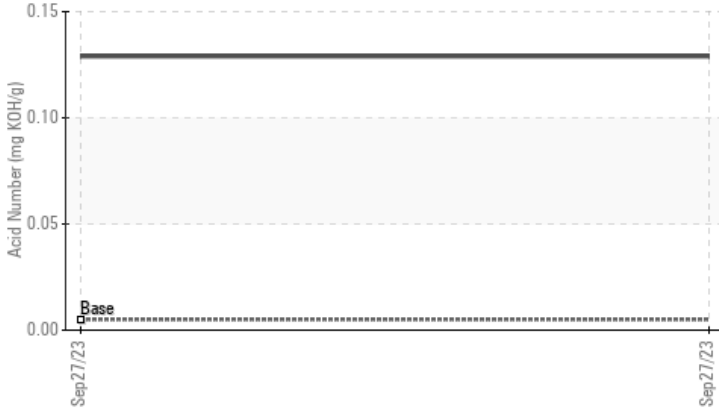 Acid Number (mg KOH/g)
0.15
0.10
0.05
0.00
Base
Sep27/23
Sep27/23